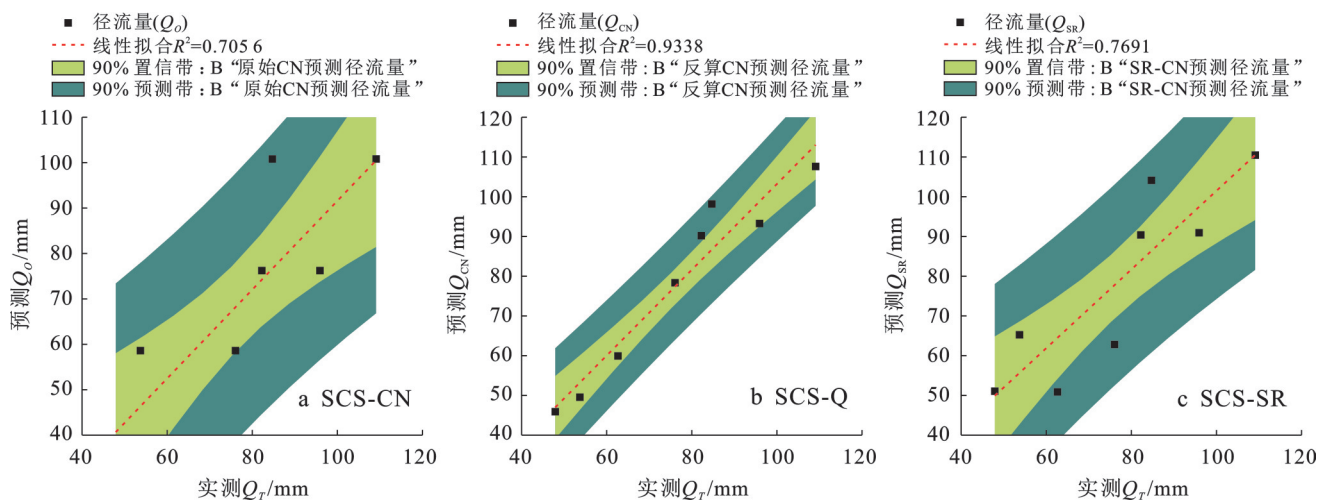 径流量(Qo)
线性拟合R²=0.705 6
90% 置信带：B“原始CN预测径流量”
90% 预测带：B“原始CN预测径流量”
110
100
90
80
70
60
50
40
预测Qo/mm
a SCS-CN
40 60 80 100 120
实测QT/mm
径流量(QCN)
线性拟合R²=0.9338
90% 置信带：B“反算CN预测径流量”
90% 预测带：B“反算CN预测径流量”
120
110
100
90
80
70
60
50
40
预测QCN/mm
b SCS-Q
40 60 80 100 120
实测QT/mm
径流量(QSR)
线性拟合R²=0.7691
90% 置信带：B“SR-CN预测径流量”
90% 预测带：B“SR-CN预测径流量”
120
110
100
90
80
70
60
50
40
预测QSR/mm
c SCS-SR
40 60 80 100 120
实测QT/mm